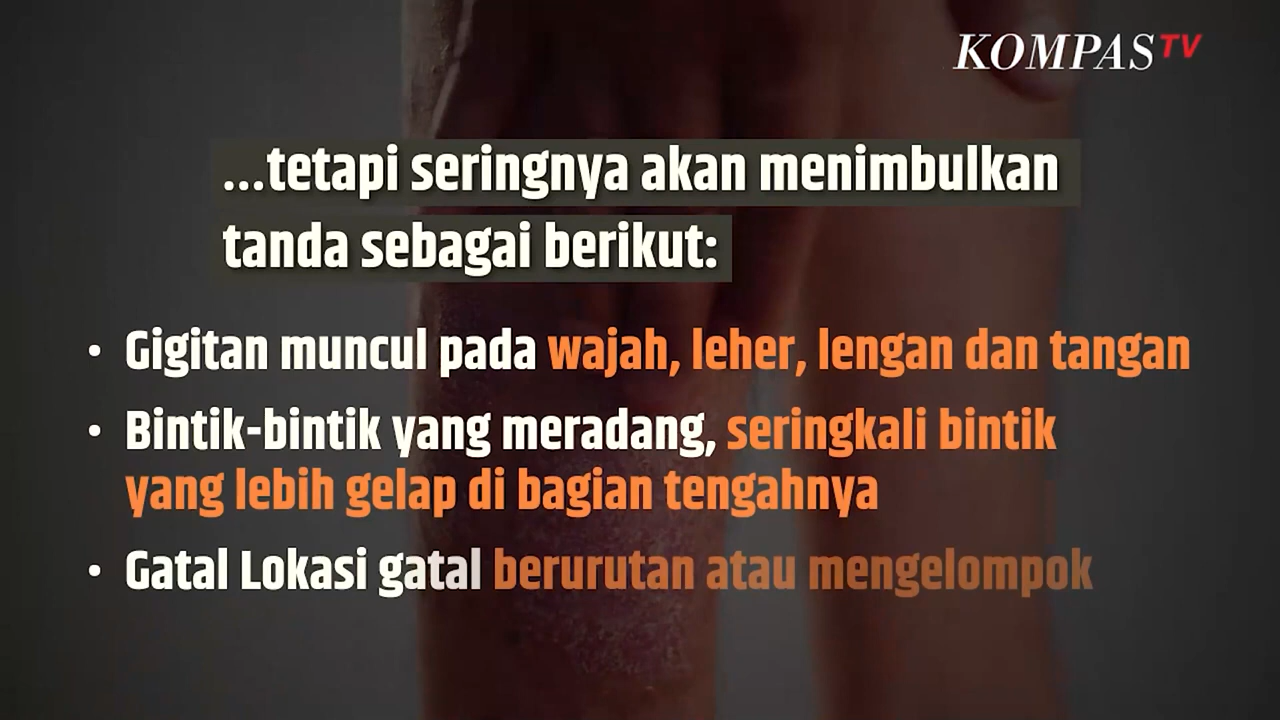 KOMPASTV
...tetapi seringnya akan menimbulkan
tanda sebagai berikut:
• Gigitan muncul pada wajah, leher, lengan dan tangan
• Bintik-bintik yang meradang, seringkali bintik
yang lebih gelap di bagian tengahnya
• Gatal Lokasi gatal berurutan atau mengelompok